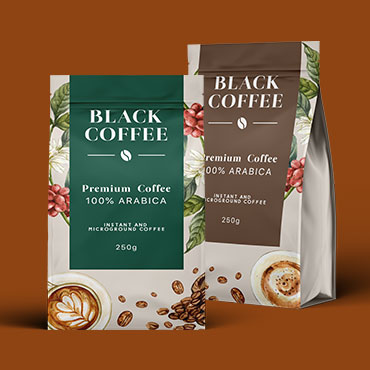 BLACK
COFFEE
Premium Coffee
100% ARABICA
INSTANT AND
MICROGROUND COFFEE
250g
BLACK
COFFEE
Premium Coffee
100% ARABICA
INSTANT AND
MICROGROUND COFFEE
250g